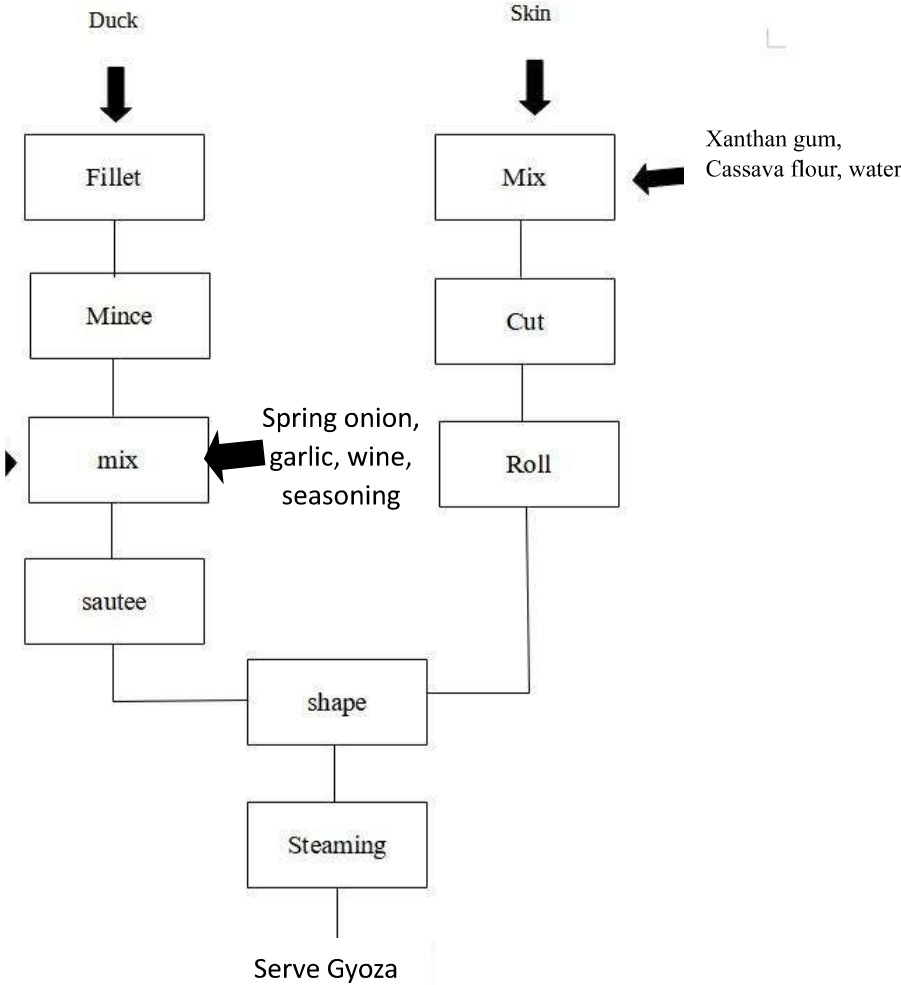 Duck
Skin
Fillet
Mix
Xanthan gum,
Cassava flour, water
Mince
Cut
mix
Spring onion,
garlic, wine,
seasoning
Roll
sautee
shape
Steaming
Serve Gyoza